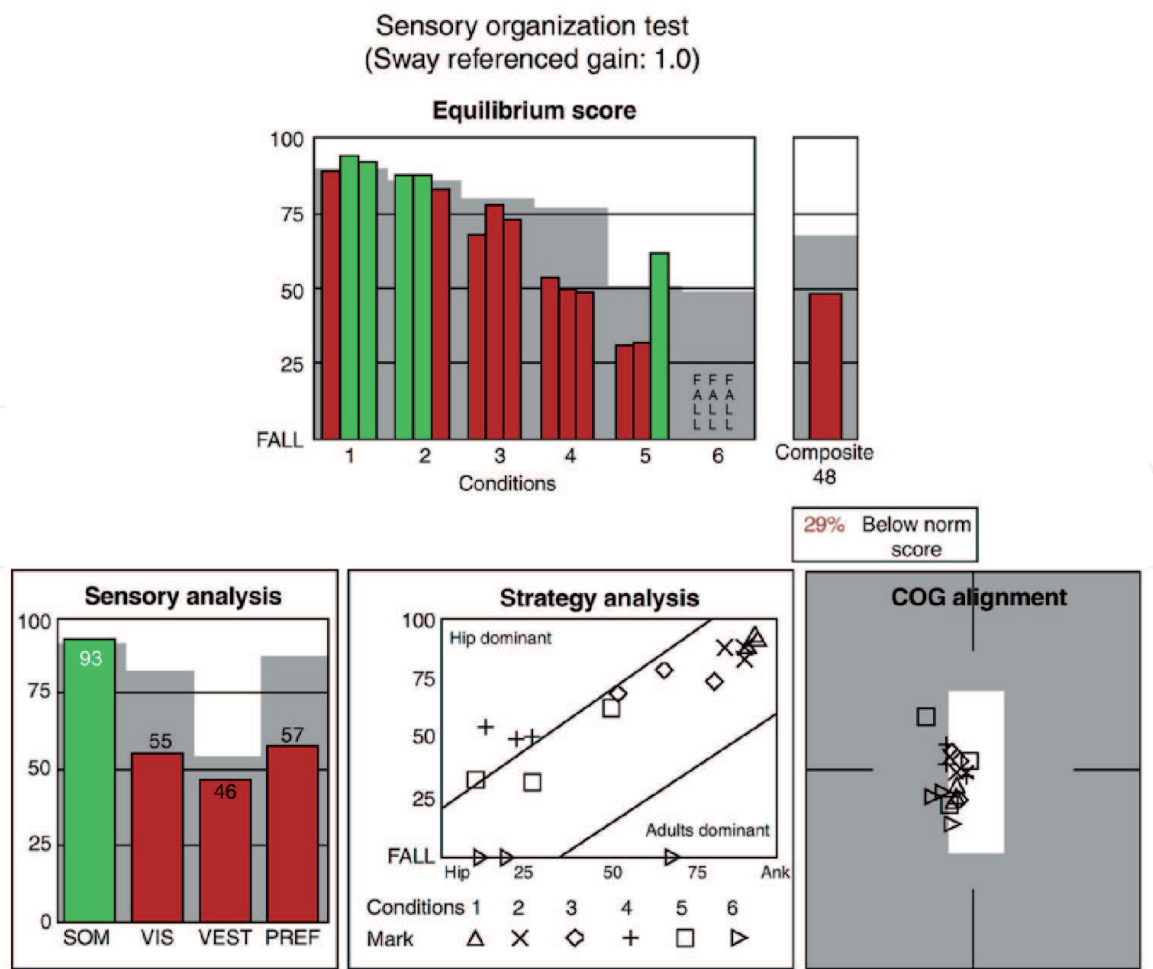 Sensory organization test
(Sway referenced gain: 1.0)
Equilibrium score
100
75
50
25
FALL
FALL FALL FALL
1 2 3 4 5 6
Conditions
Composite
48
29% Below norm
score
Sensory analysis
100
75
50
25
0
93
55
46
57
SOM VIS VEST PREF
Strategy analysis
100
75
50
25
FALL
Hip dominant
Adults dominant
Hip 25 50 75 Ank
Conditions 1 2 3 4 5 6
Mark
COG alignment